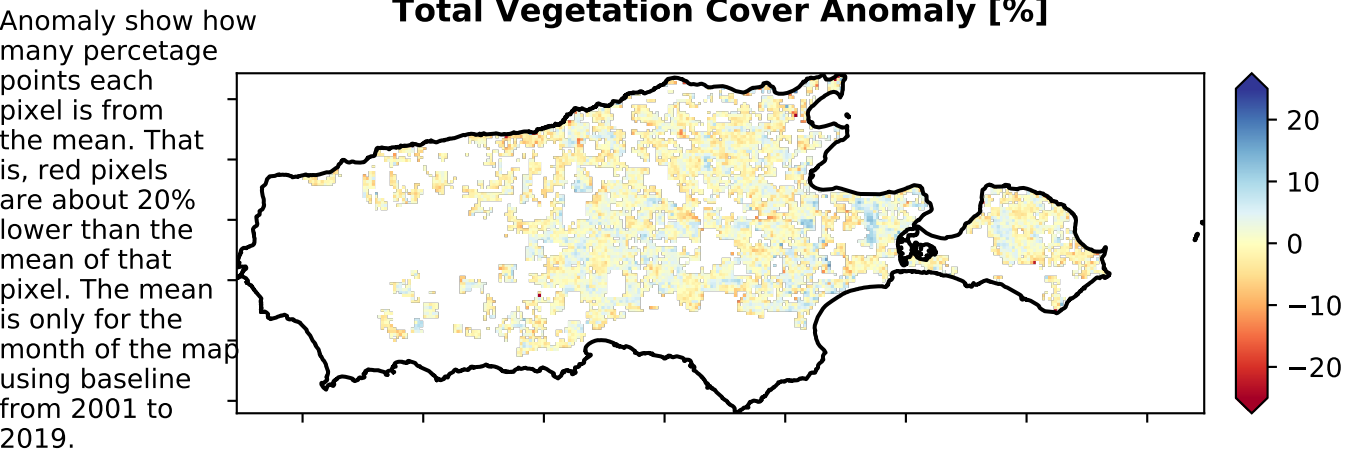 Total Vegetation Cover Anomaly [%]
Anomaly show how
many percetage
points each
pixel is from
the mean. That
is, red pixels
are about 20%
lower than the
mean of that
pixel. The mean
is only for the
month of the map
using baseline
from 2001 to
2019.
20
10
0
−10
−20